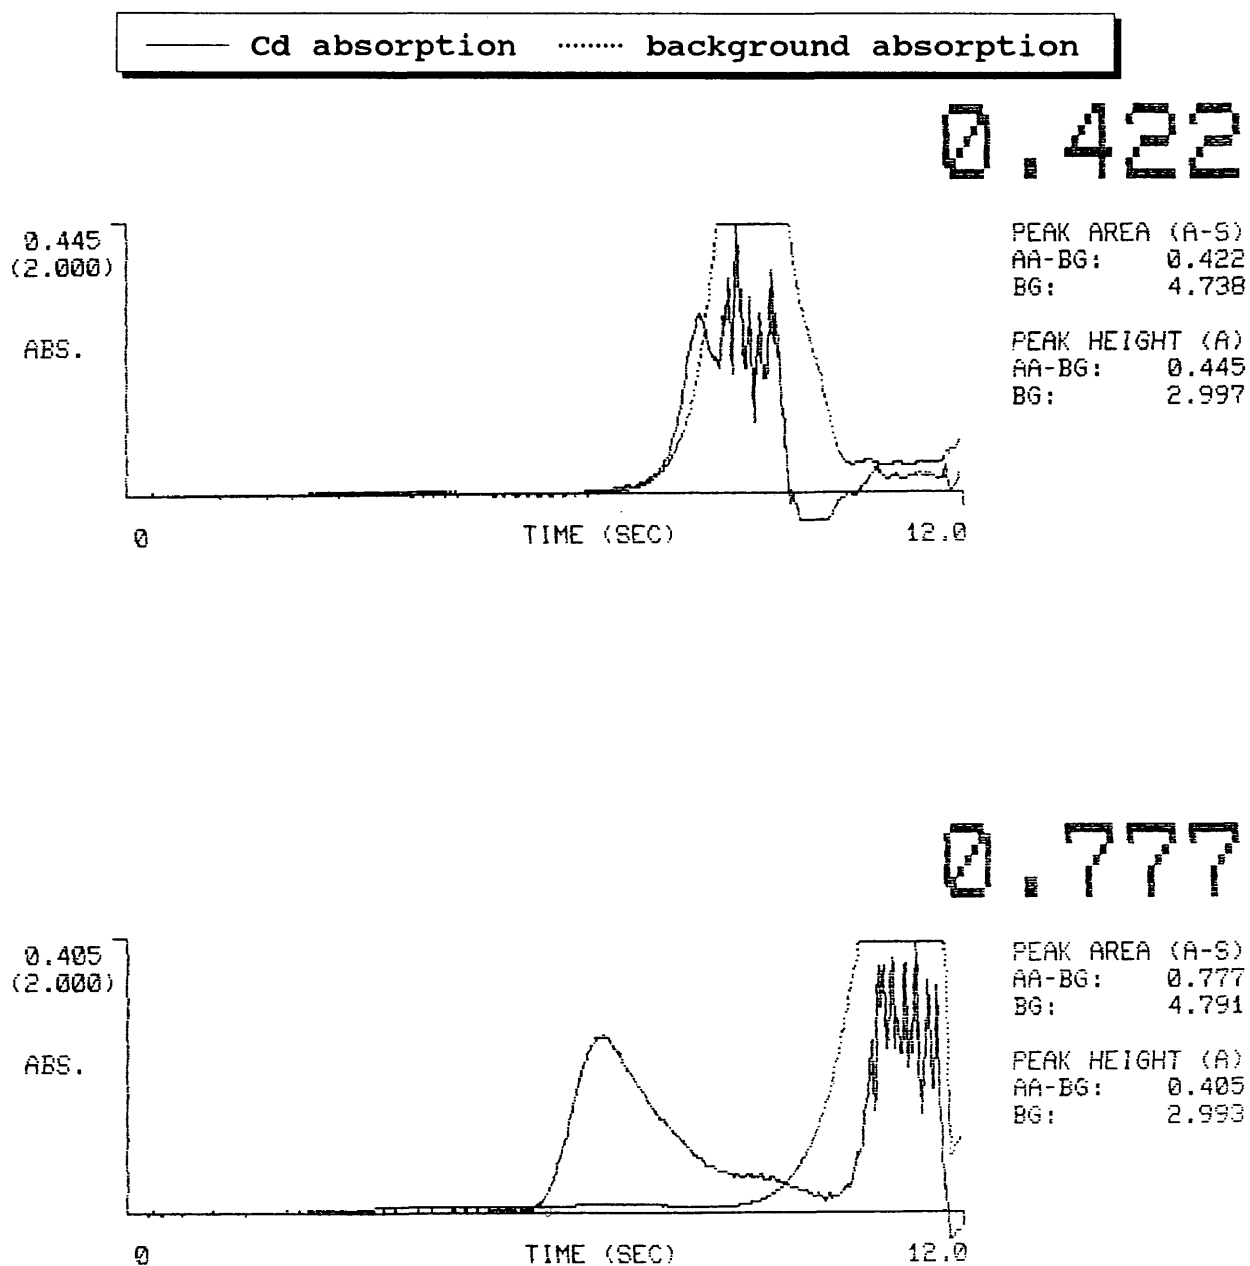 Cd absorption background absorption
0.422
0.445
(2.000)
ABS.
PEAK AREA (A-S)
AA-BG: 0.422
BG: 4.738
PEAK HEIGHT (A)
AA-BG: 0.445
BG: 2.997
0 TIME (SEC) 12.0
0.777
0.405
(2.000)
ABS.
PEAK AREA (A-S)
AA-BG: 0.777
BG: 4.791
PEAK HEIGHT (A)
AA-BG: 0.405
BG: 2.993
0 TIME (SEC) 12.0